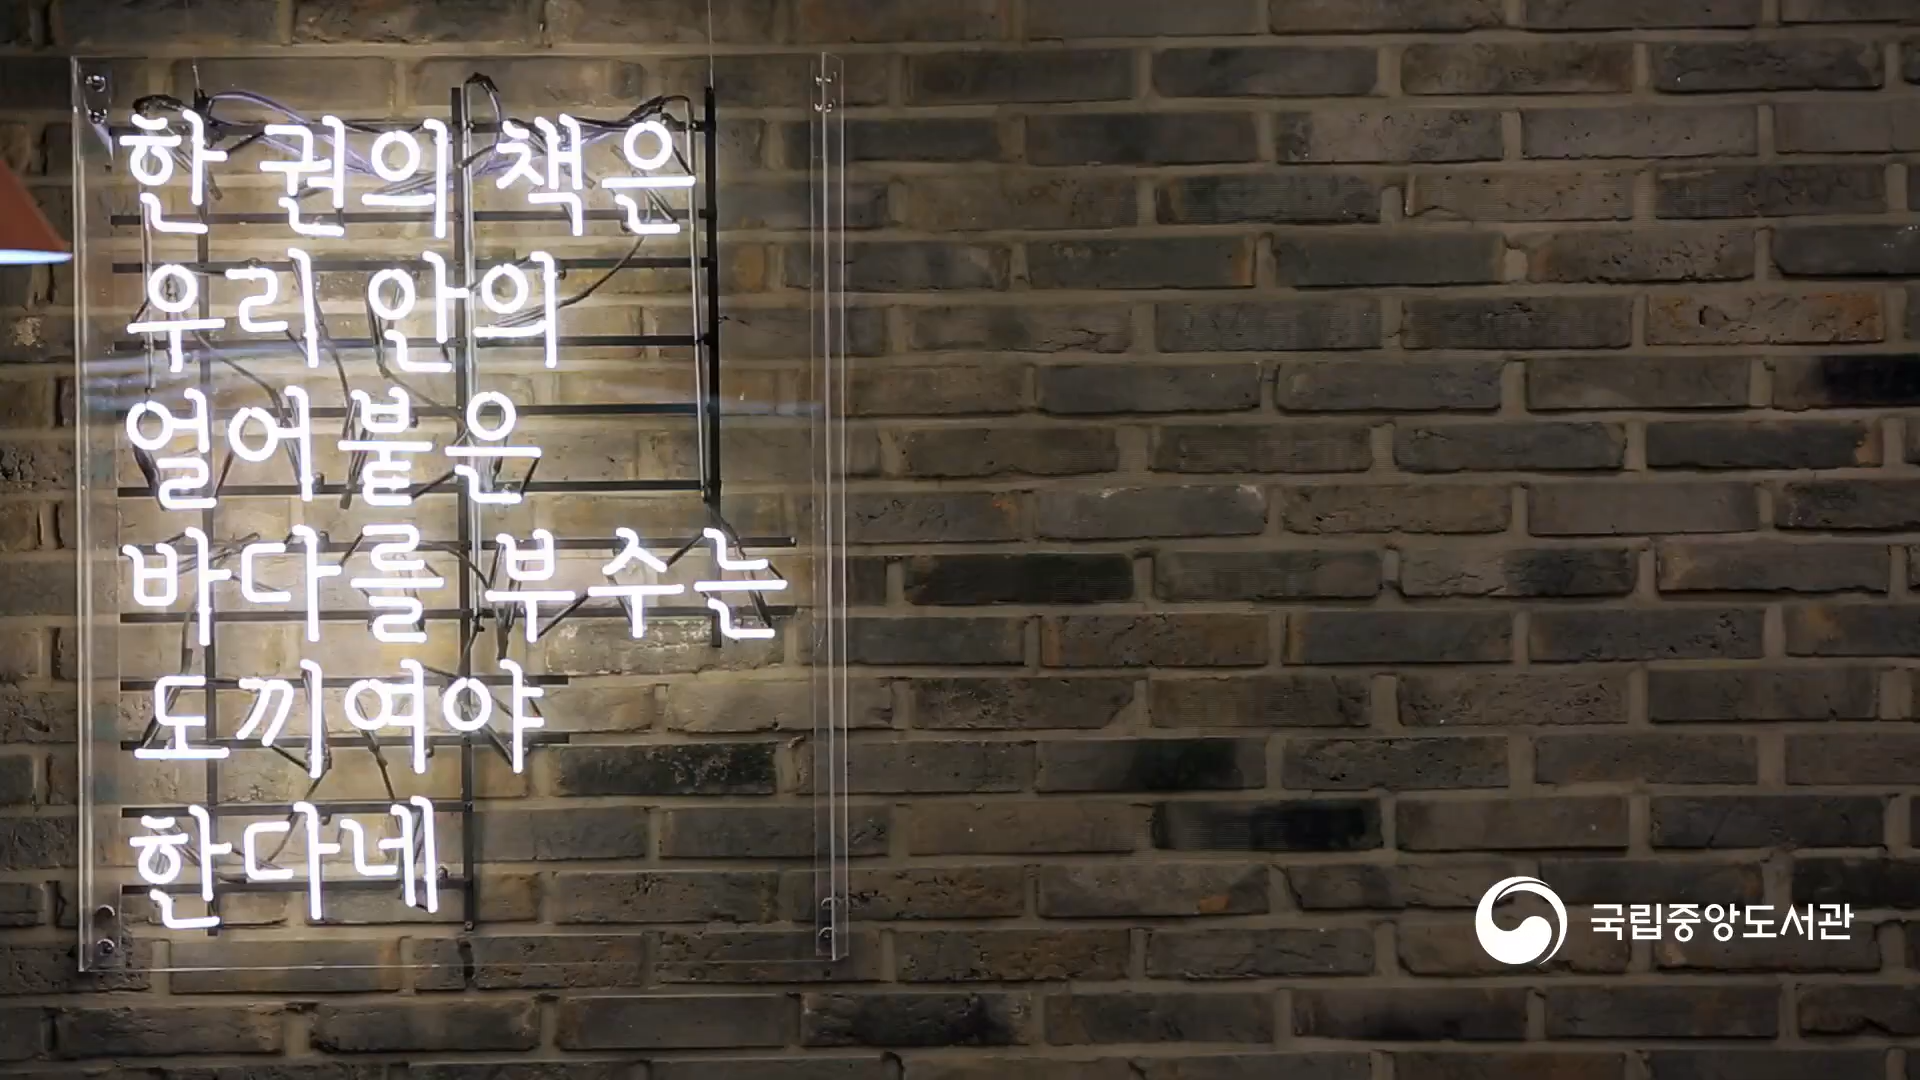 한 권의 책은
우리 안의
얼어붙은
바다를 부주는
도끼여야
한다네
국립중앙도서관